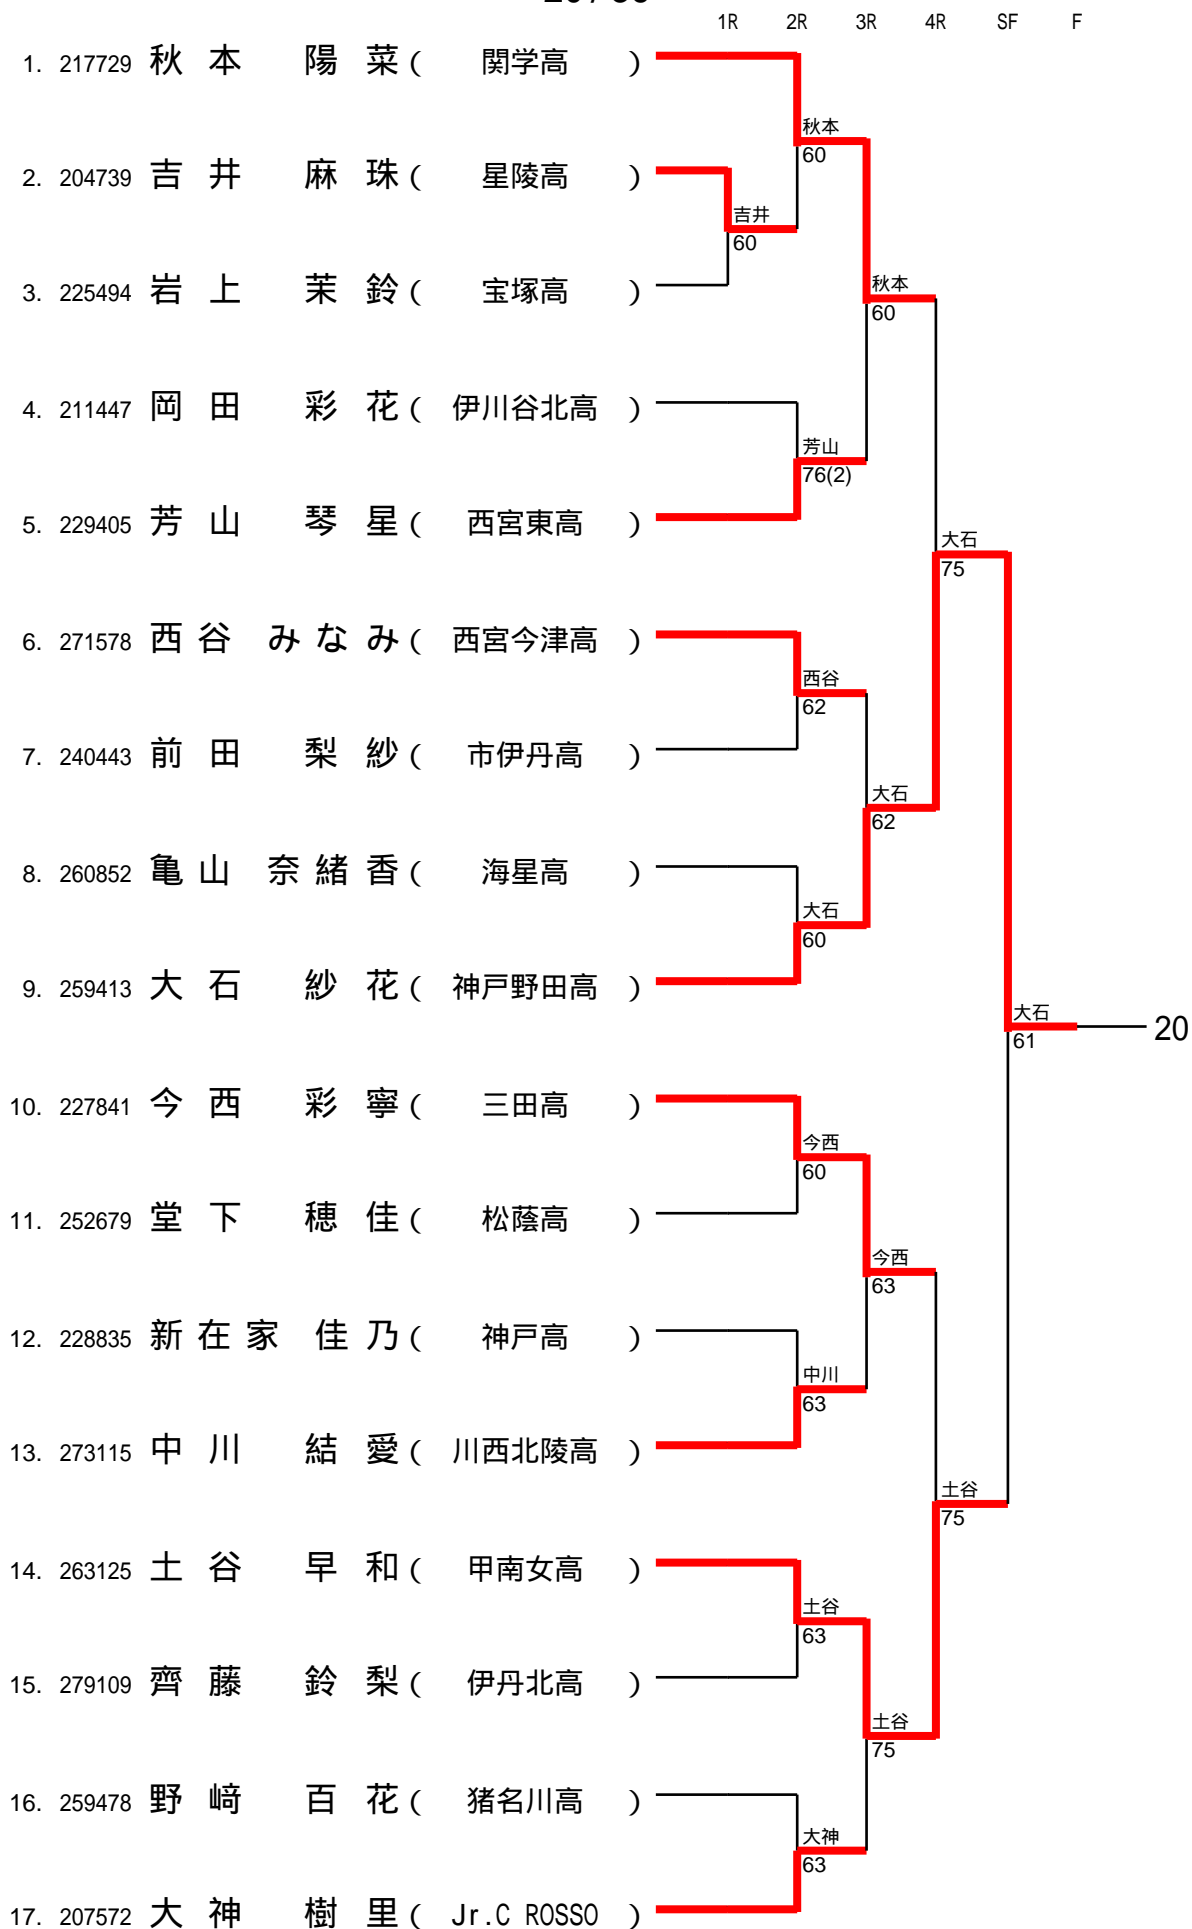 1R 2R 3R 4R SF F
1. 217729 秋本 陽菜( 関学高 )
秋本
60
2. 204739 吉井 麻珠( 星陵高 )
吉井
60
3. 225494 岩上 茉鈴( 宝塚高 )
秋本
60
4. 211447 岡田 彩花( 伊川谷北高 )
芳山
76(2)
5. 229405 芳山 琴星( 西宮東高 )
大石
75
6. 271578 西谷 みなみ( 西宮今津高 )
西谷
62
7. 240443 前田 梨紗( 市伊丹高 )
大石
62
8. 260852 亀山 奈緒香( 海星高 )
大石
60
9. 259413 大石 紗花( 神戸野田高 )
大石
61
20
10. 227841 今西 彩寧( 三田高 )
今西
60
11. 252679 堂下 穂佳( 松蔭高 )
今西
63
12. 228835 新在家 佳乃( 神戸高 )
中川
63
13. 273115 中川 結愛( 川西北陵高 )
土谷
75
14. 263125 土谷 早和( 甲南女高 )
土谷
63
15. 279109 齊藤 鈴梨( 伊丹北高 )
土谷
75
16. 259478 野﨑 百花( 猪名川高 )
大神
63
17. 207572 大神 樹里( Jr.C ROSSO )